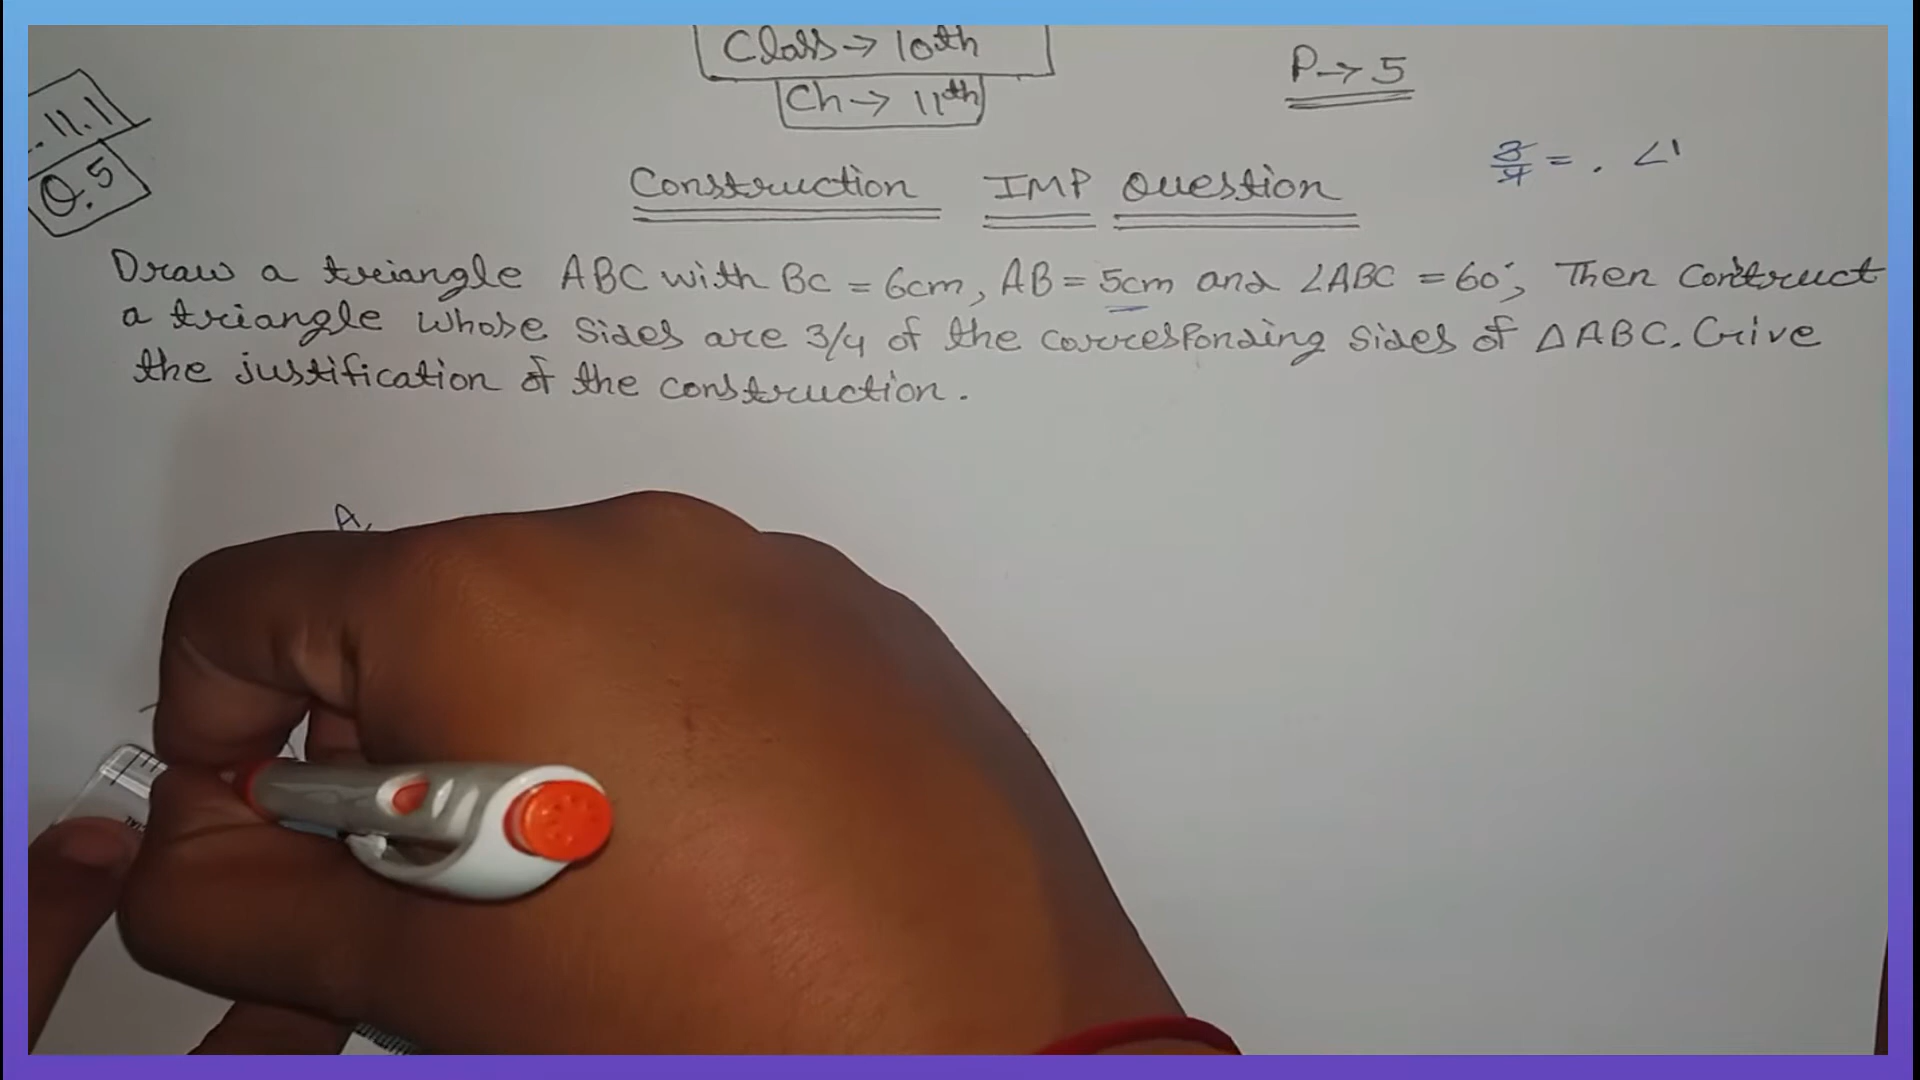 Class → 10th
Ch → 11th
P → 5
. 11.1
Q. 5
3/4 = . <1
Construction IMP Question
Draw a triangle ABC with BC = 6cm, AB = 5cm and ∠ABC = 60°, Then Construct
a triangle whose sides are 3/4 of the corresponding sides of △ABC. Give
the justification of the construction.
A